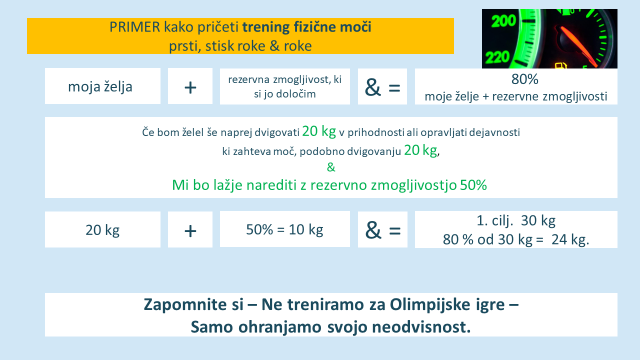 PRIMER kako pričeti trening fizične moči
prsti, stisk roke & roke
200
220
moja želja
+
rezervna zmogljivost, ki
si jo določim
& =
80%
moje želje + rezervne zmogljivosti
Če bom želel še naprej dvigovati 20 kg v prihodnosti ali opravljati dejavnosti
ki zahteva moč, podobno dvigovanju 20 kg,
&
Mi bo lažje narediti z rezervno zmogljivostjo 50%
20 kg
+
50% = 10 kg
& =
1. cilj. 30 kg
80 % od 30 kg = 24 kg.
Zapomnite si – Ne treniramo za Olimpijske igre –
Samo ohranjamo svojo neodvisnost.